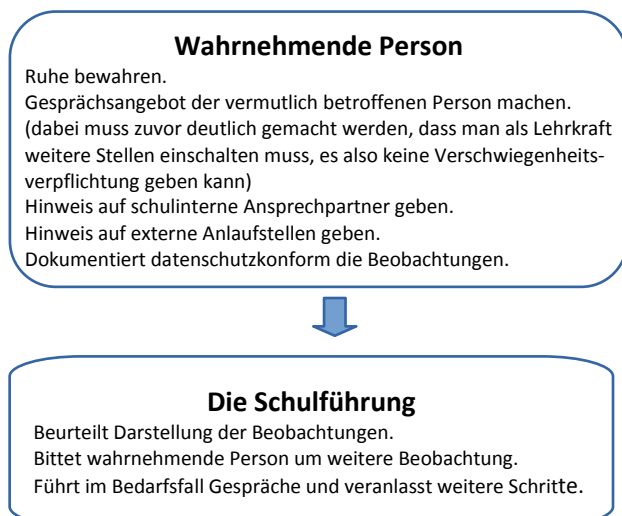 Wahrnehmende Person
Ruhe bewahren.
Gesprächsangebot der vermutlich betroffenen Person machen.
(dabei muss zuvor deutlich gemacht werden, dass man als Lehrkraft
weitere Stellen einschalten muss, es also keine Verschwiegenheits-
verpflichtung geben kann)
Hinweis auf schulinterne Ansprechpartner geben.
Hinweis auf externe Anlaufstellen geben.
Dokumentiert datenschutzkonform die Beobachtungen.
Die Schulführung
Beurteilt Darstellung der Beobachtungen.
Bittet wahrnehmende Person um weitere Beobachtung.
Führt im Bedarfsfall Gespräche und veranlasst weitere Schritte.